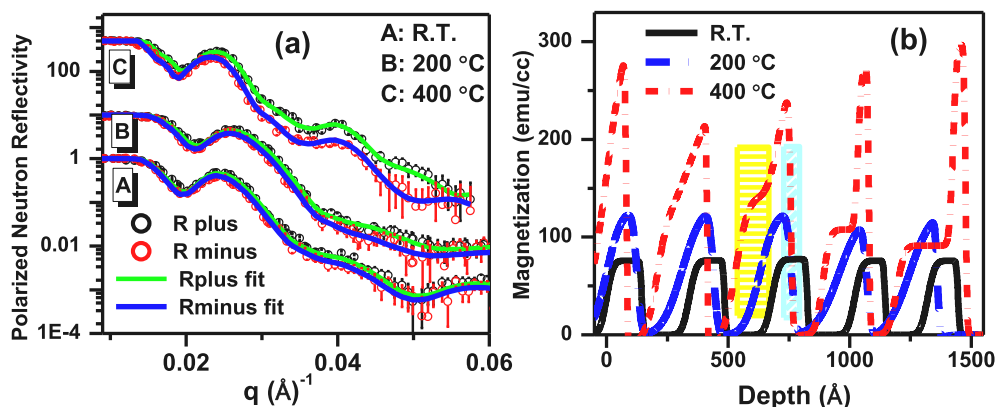 (a)
A: R.T.
B: 200 °C
C: 400 °C
C
B
A
R plus
R minus
Rplus fit
Rminus fit
100
1
0.01
1E-4
0.02
0.04
0.06
q (Å)⁻¹
Polarized Neutron Reflectivity
(b)
R.T.
200 °C
400 °C
300
200
100
0
0
500
1000
1500
Depth (Å)
Magnetization (emu/cc)